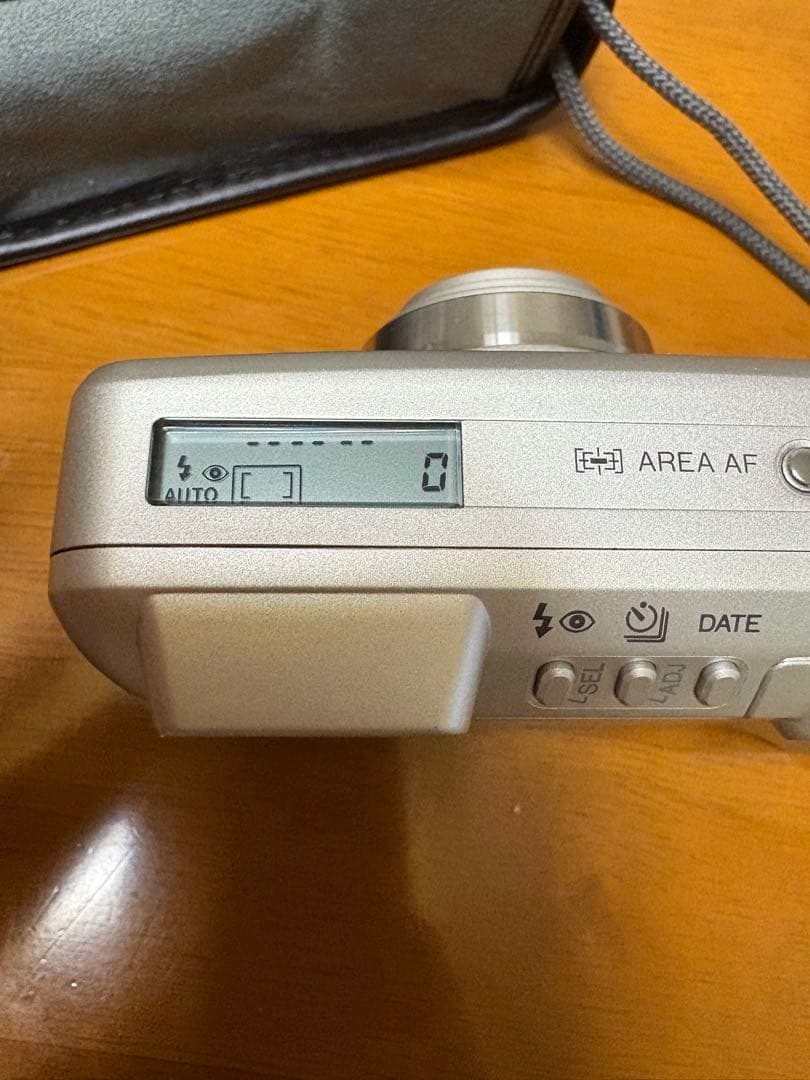 -- -- -- -- --
AUTO 0
AREA AF
DATE
SEL ADJ